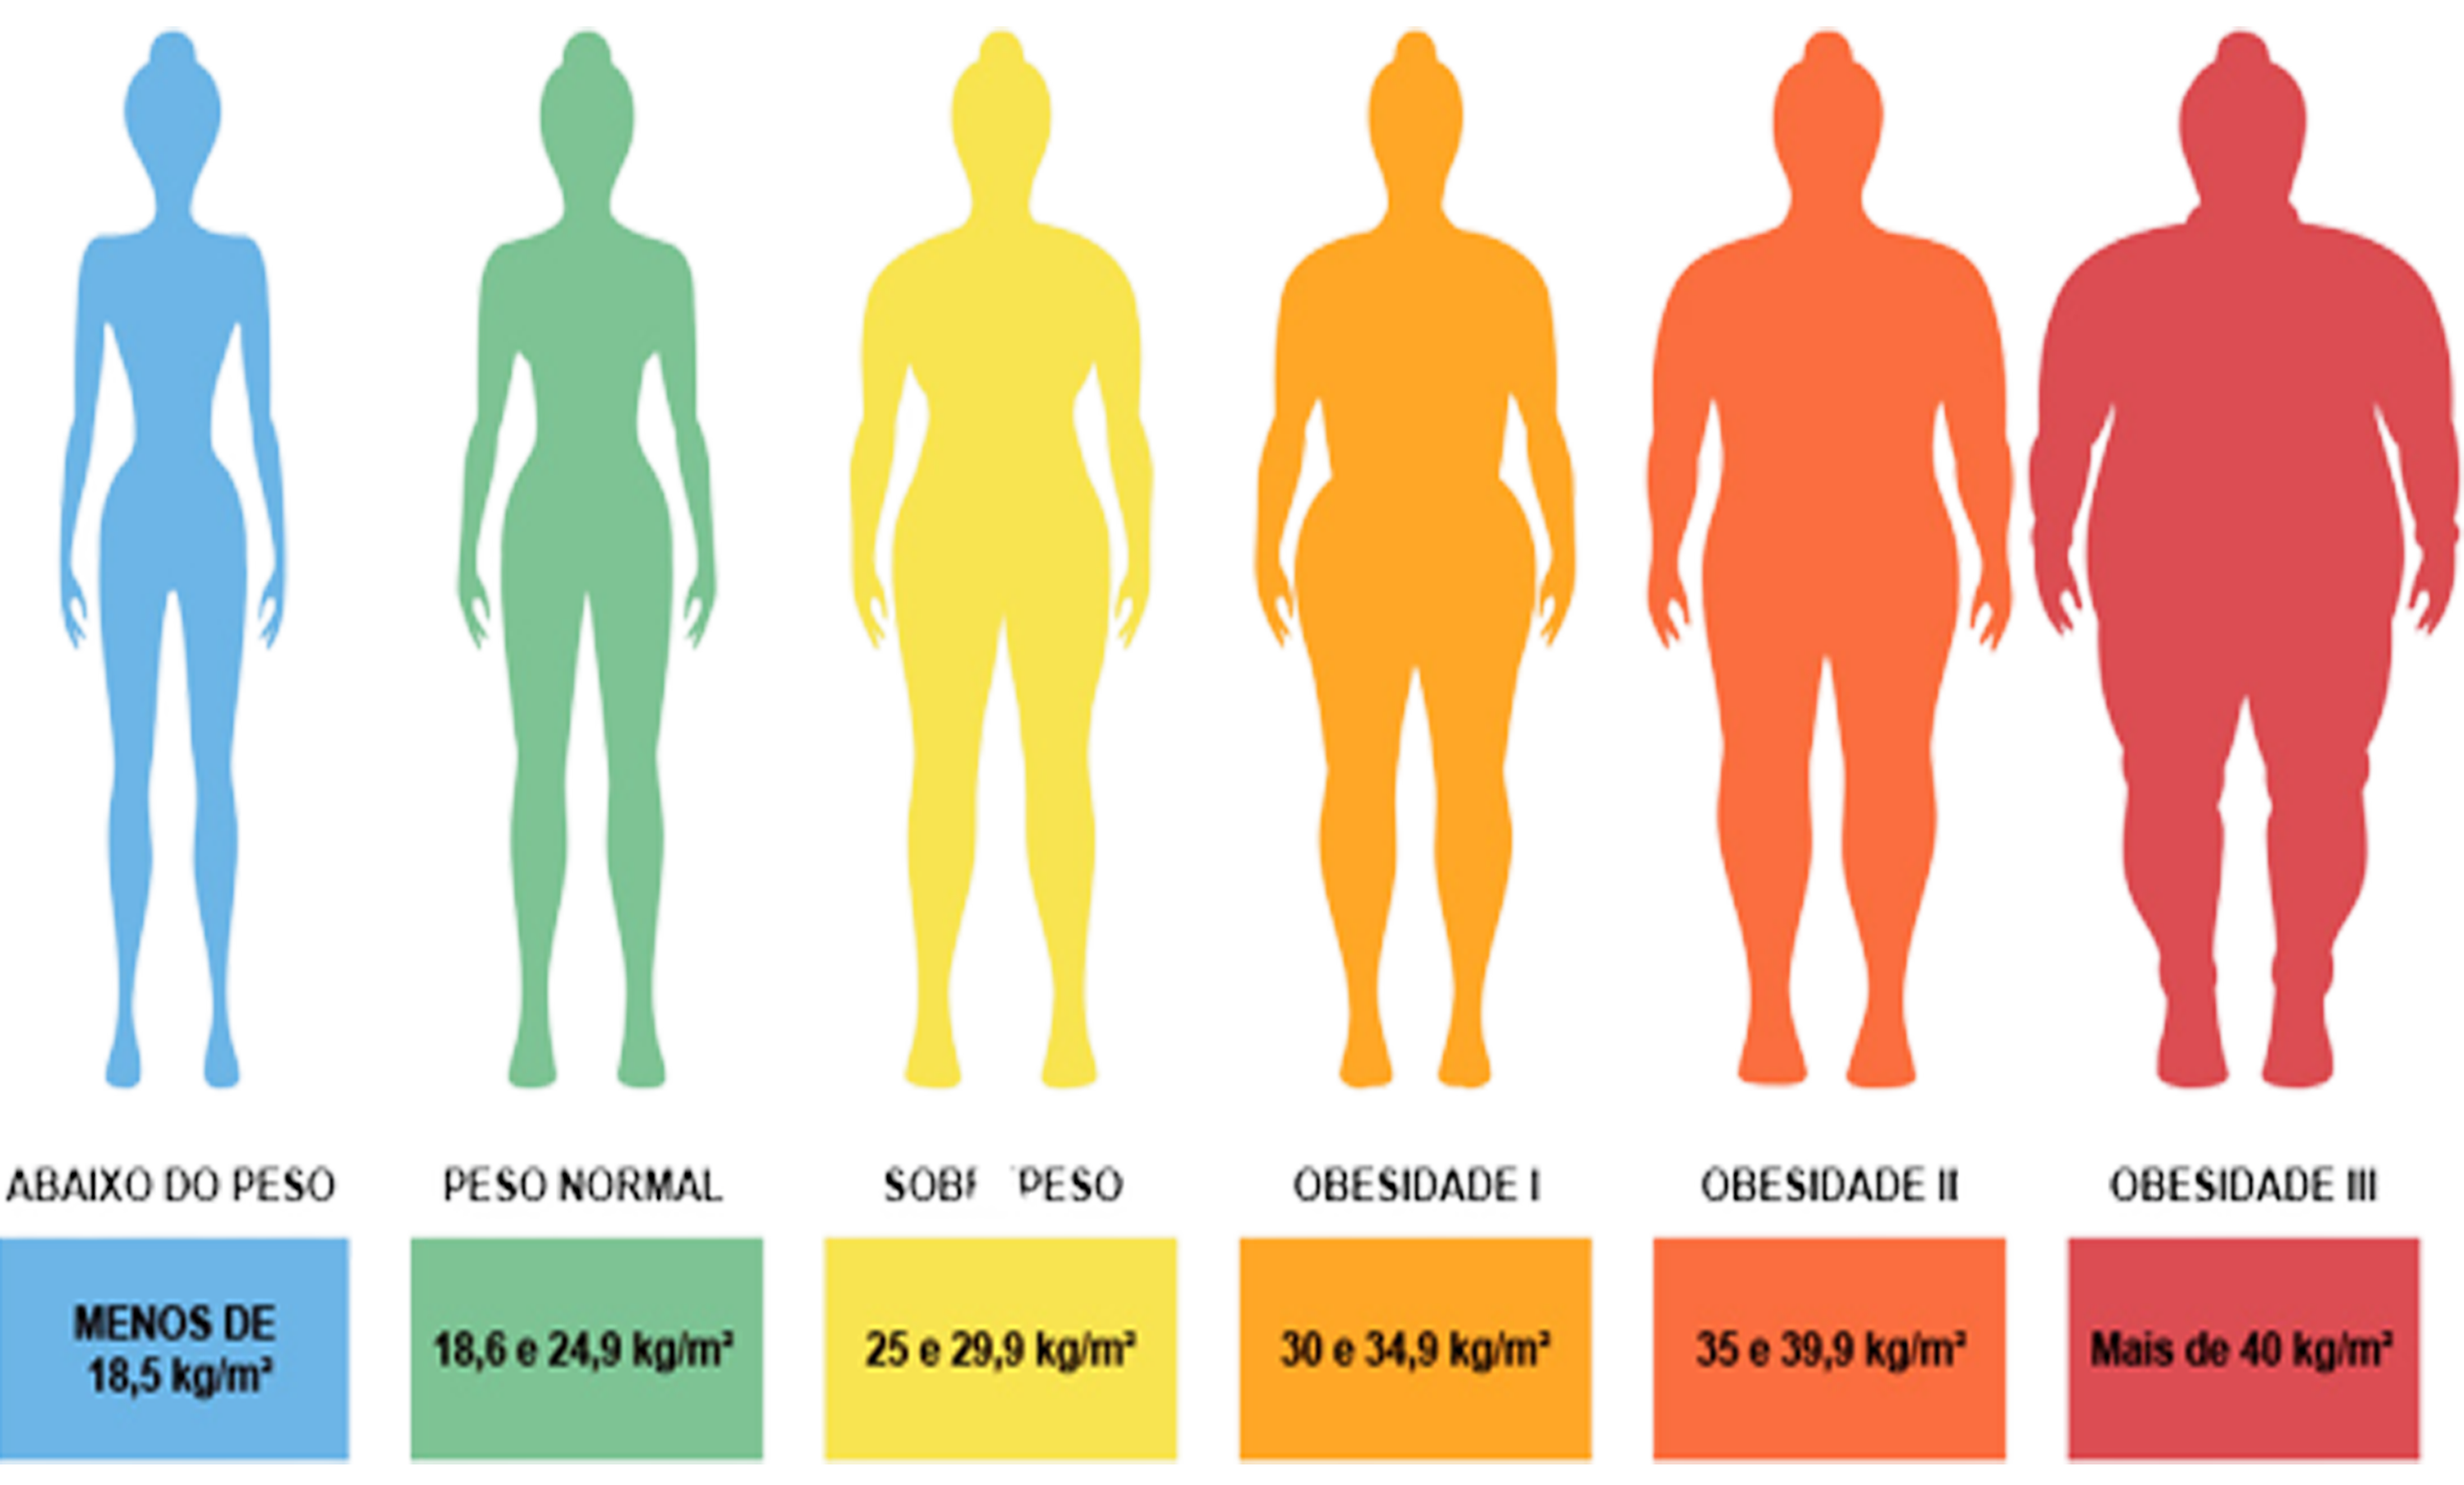 ABAIXO DO PESO
PESO NORMAL
PESO
OBESIDADE I
OBESIDADE II
OBESIDADE III
MENOS DE
18,5 kg/m²
18,6 e 24,9 kg/m²
25 e 29,9 kg/m²
30 e 34,9 kg/m²
35 e 39,9 kg/m²
Mais de 40 kg/m²